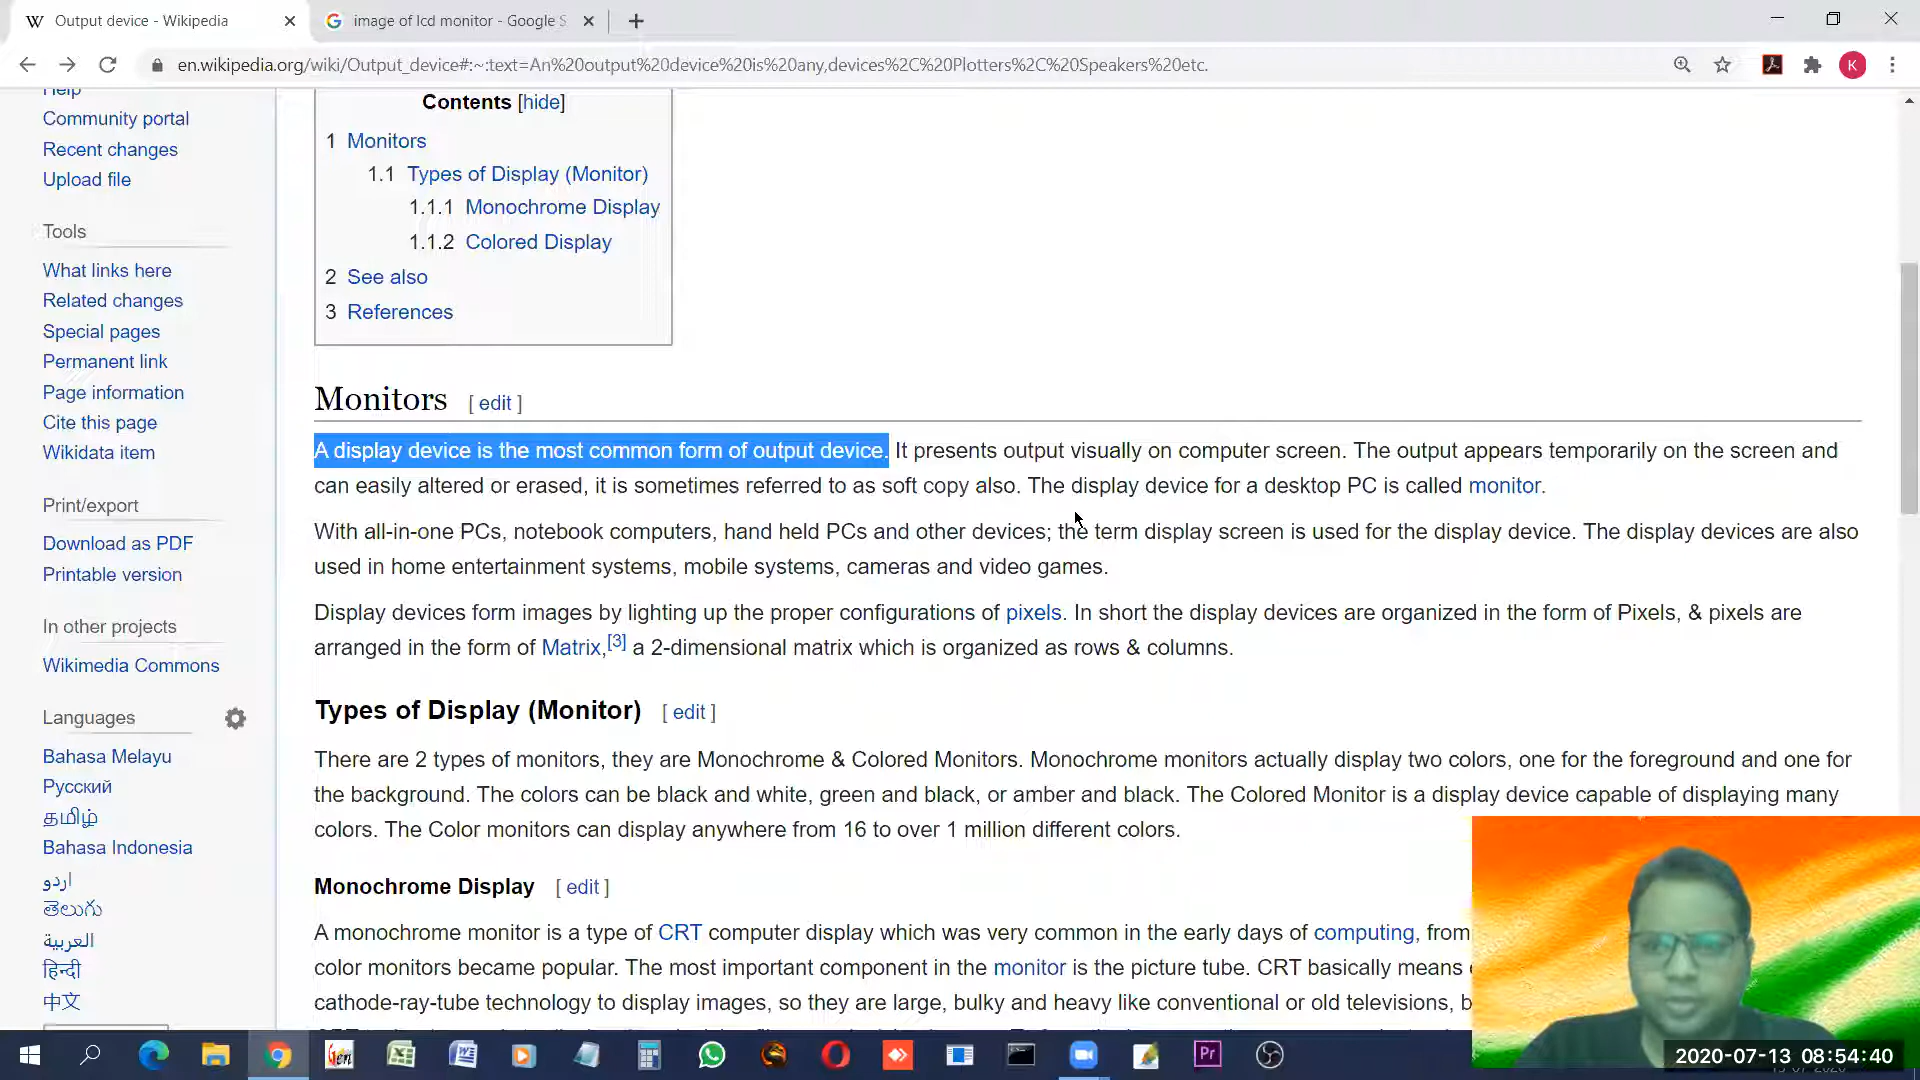 Output device - Wikipedia
image of lcd monitor - Google S
en.wikipedia.org/wiki/Output_device#:~:text=An%20output%20device%20is%20any,devices%2C%20Plotters%2C%20Speakers%20etc.
K
Help
Community portal
Recent changes
Upload file
Tools
What links here
Related changes
Special pages
Permanent link
Page information
Cite this page
Wikidata item
Print/export
Download as PDF
Printable version
In other projects
Wikimedia Commons
Languages
Bahasa Melayu
Русский
தமிழ்
Bahasa Indonesia
اردو
తెలుగు
العربية
हिन्दी
中文
Contents [hide]
1 Monitors
1.1 Types of Display (Monitor)
1.1.1 Monochrome Display
1.1.2 Colored Display
2 See also
3 References
Monitors [ edit ]
A display device is the most common form of output device. It presents output visually on computer screen. The output appears temporarily on the screen and
can easily altered or erased, it is sometimes referred to as soft copy also. The display device for a desktop PC is called monitor.
With all-in-one PCs, notebook computers, hand held PCs and other devices; the term display screen is used for the display device. The display devices are also
used in home entertainment systems, mobile systems, cameras and video games.
Display devices form images by lighting up the proper configurations of pixels. In short the display devices are organized in the form of Pixels, & pixels are
arranged in the form of Matrix,[3] a 2-dimensional matrix which is organized as rows & columns.
Types of Display (Monitor) [ edit ]
There are 2 types of monitors, they are Monochrome & Colored Monitors. Monochrome monitors actually display two colors, one for the foreground and one for
the background. The colors can be black and white, green and black, or amber and black. The Colored Monitor is a display device capable of displaying many
colors. The Color monitors can display anywhere from 16 to over 1 million different colors.
Monochrome Display [ edit ]
A monochrome monitor is a type of CRT computer display which was very common in the early days of computing, from
color monitors became popular. The most important component in the monitor is the picture tube. CRT basically means
cathode-ray-tube technology to display images, so they are large, bulky and heavy like conventional or old televisions, b
Gen
Pr
2020-07-13 08:54:40